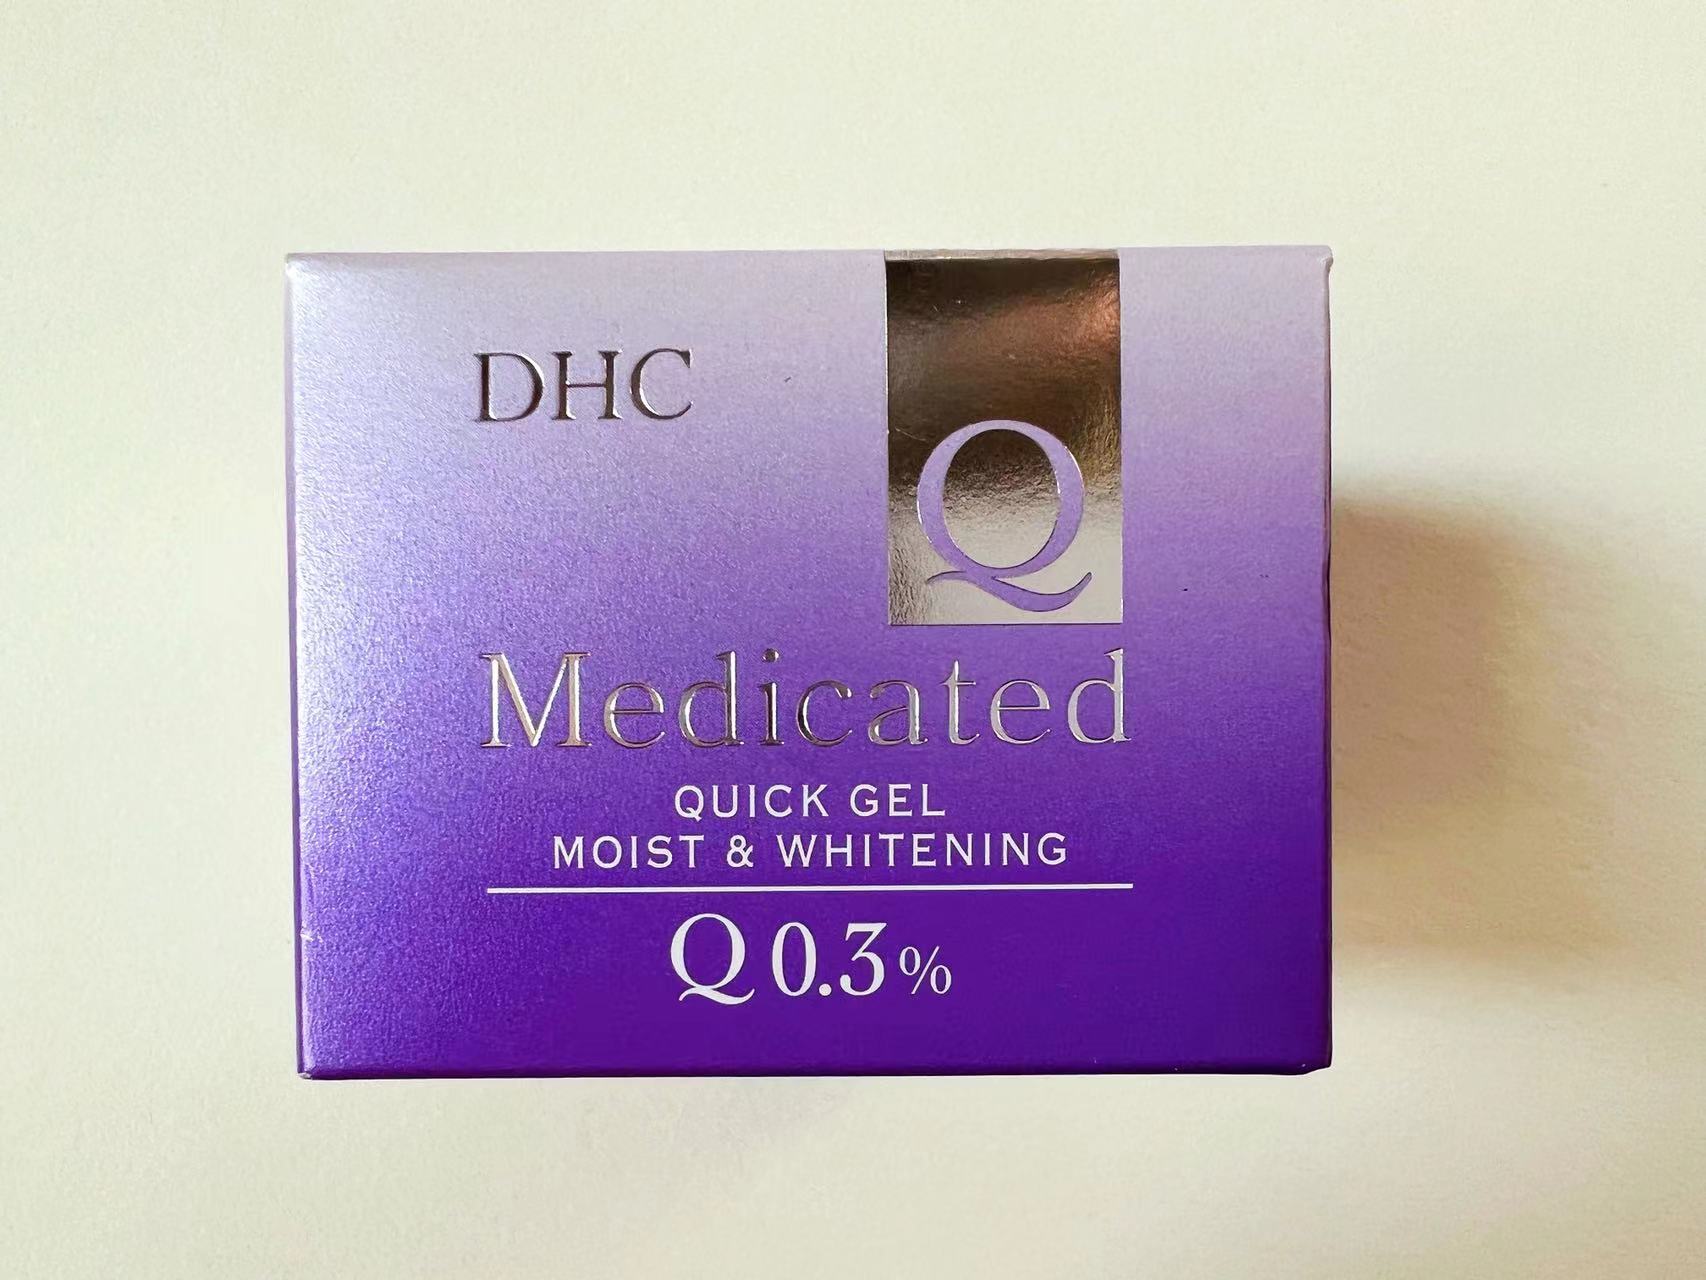 DHC
Q
Medicated
QUICK GEL
MOIST & WHITENING
Q 0.3%